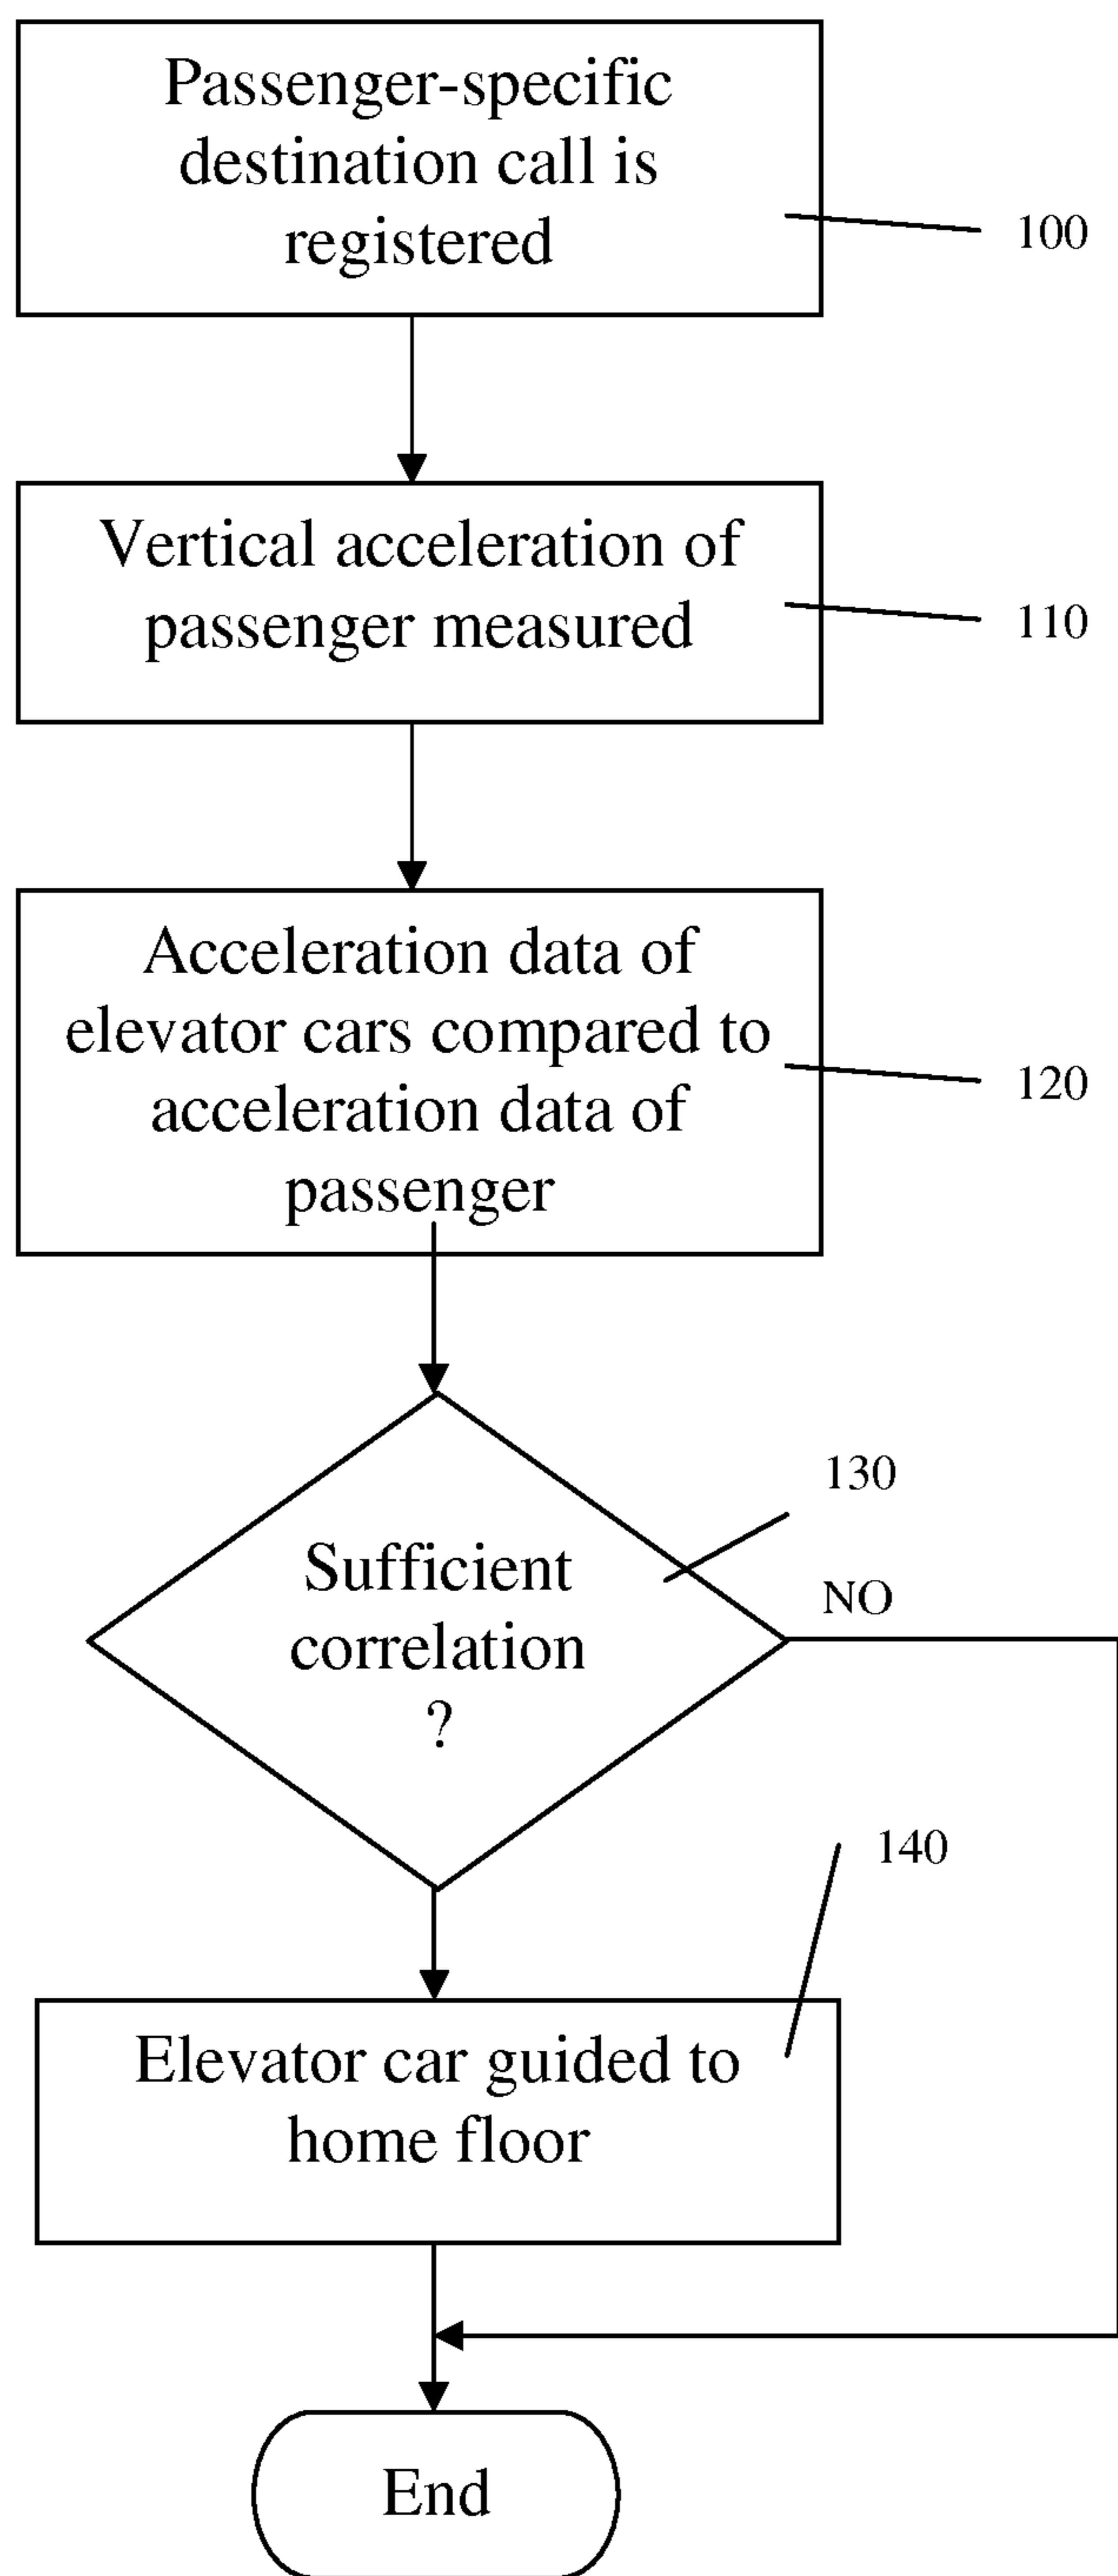 Passenger-specific
destination call is
registered
100
Vertical acceleration of
passenger measured
110
Acceleration data of
elevator cars compared to
acceleration data of
passenger
120
130
Sufficient
correlation
?
NO
140
Elevator car guided to
home floor
End